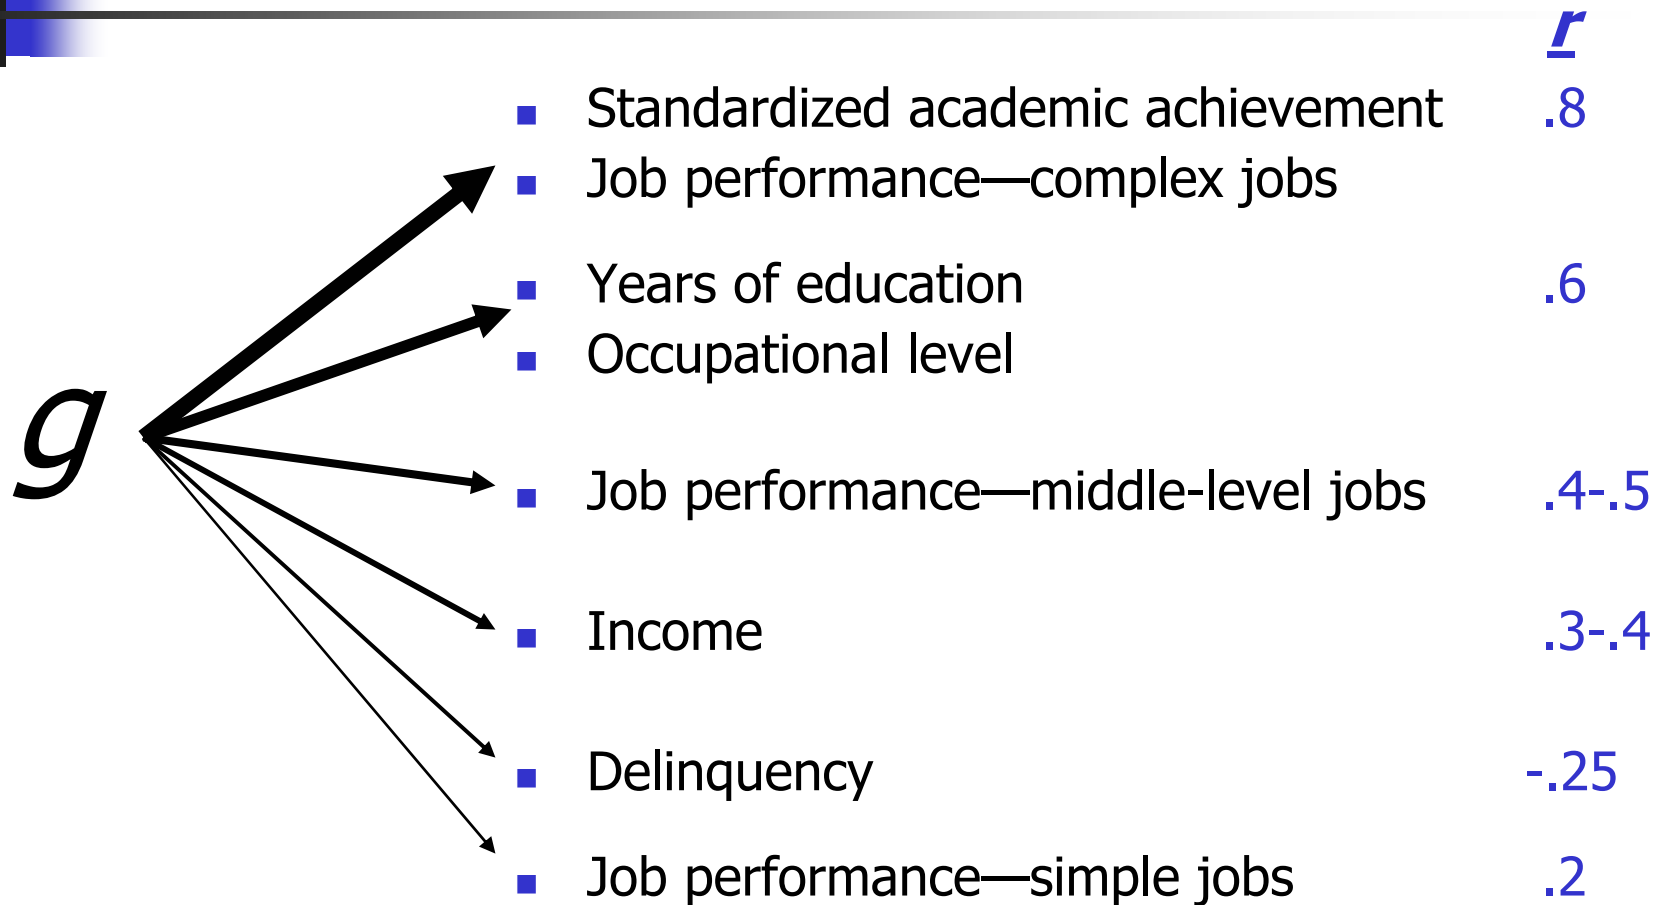 r
Standardized academic achievement .8
Job performance—complex jobs
Years of education .6
Occupational level
g
Job performance—middle-level jobs .4-.5
Income .3-.4
Delinquency -.25
Job performance—simple jobs .2